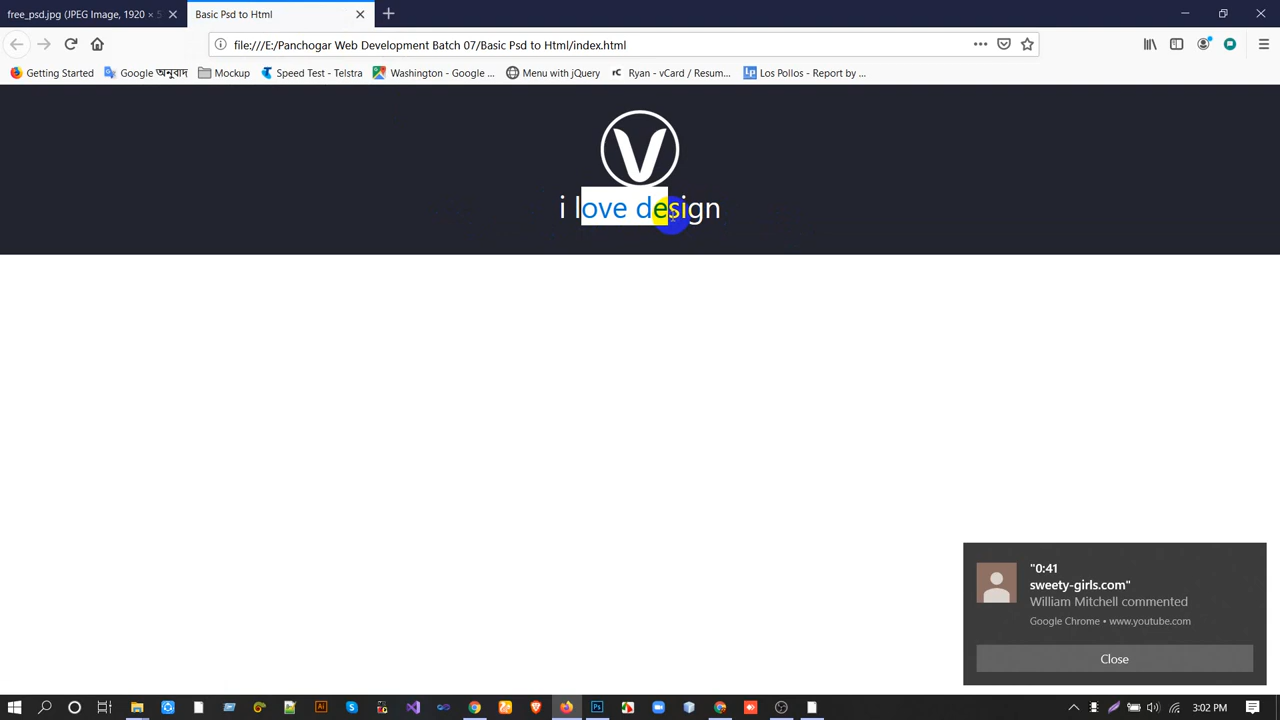 free_psd.jpg (JPEG Image, 1920 × 5
Basic Psd to Html
file:///E:/Panchogar Web Development Batch 07/Basic Psd to Html/index.html
Getting Started
Google অনুবাদ
Mockup
Speed Test - Telstra
Washington - Google ...
Menu with jQuery
rC Ryan - vCard / Resum...
Lp Los Pollos - Report by ...
V
i love design
"0:41
sweety-girls.com"
William Mitchell commented
Google Chrome • www.youtube.com
Close
3:02 PM